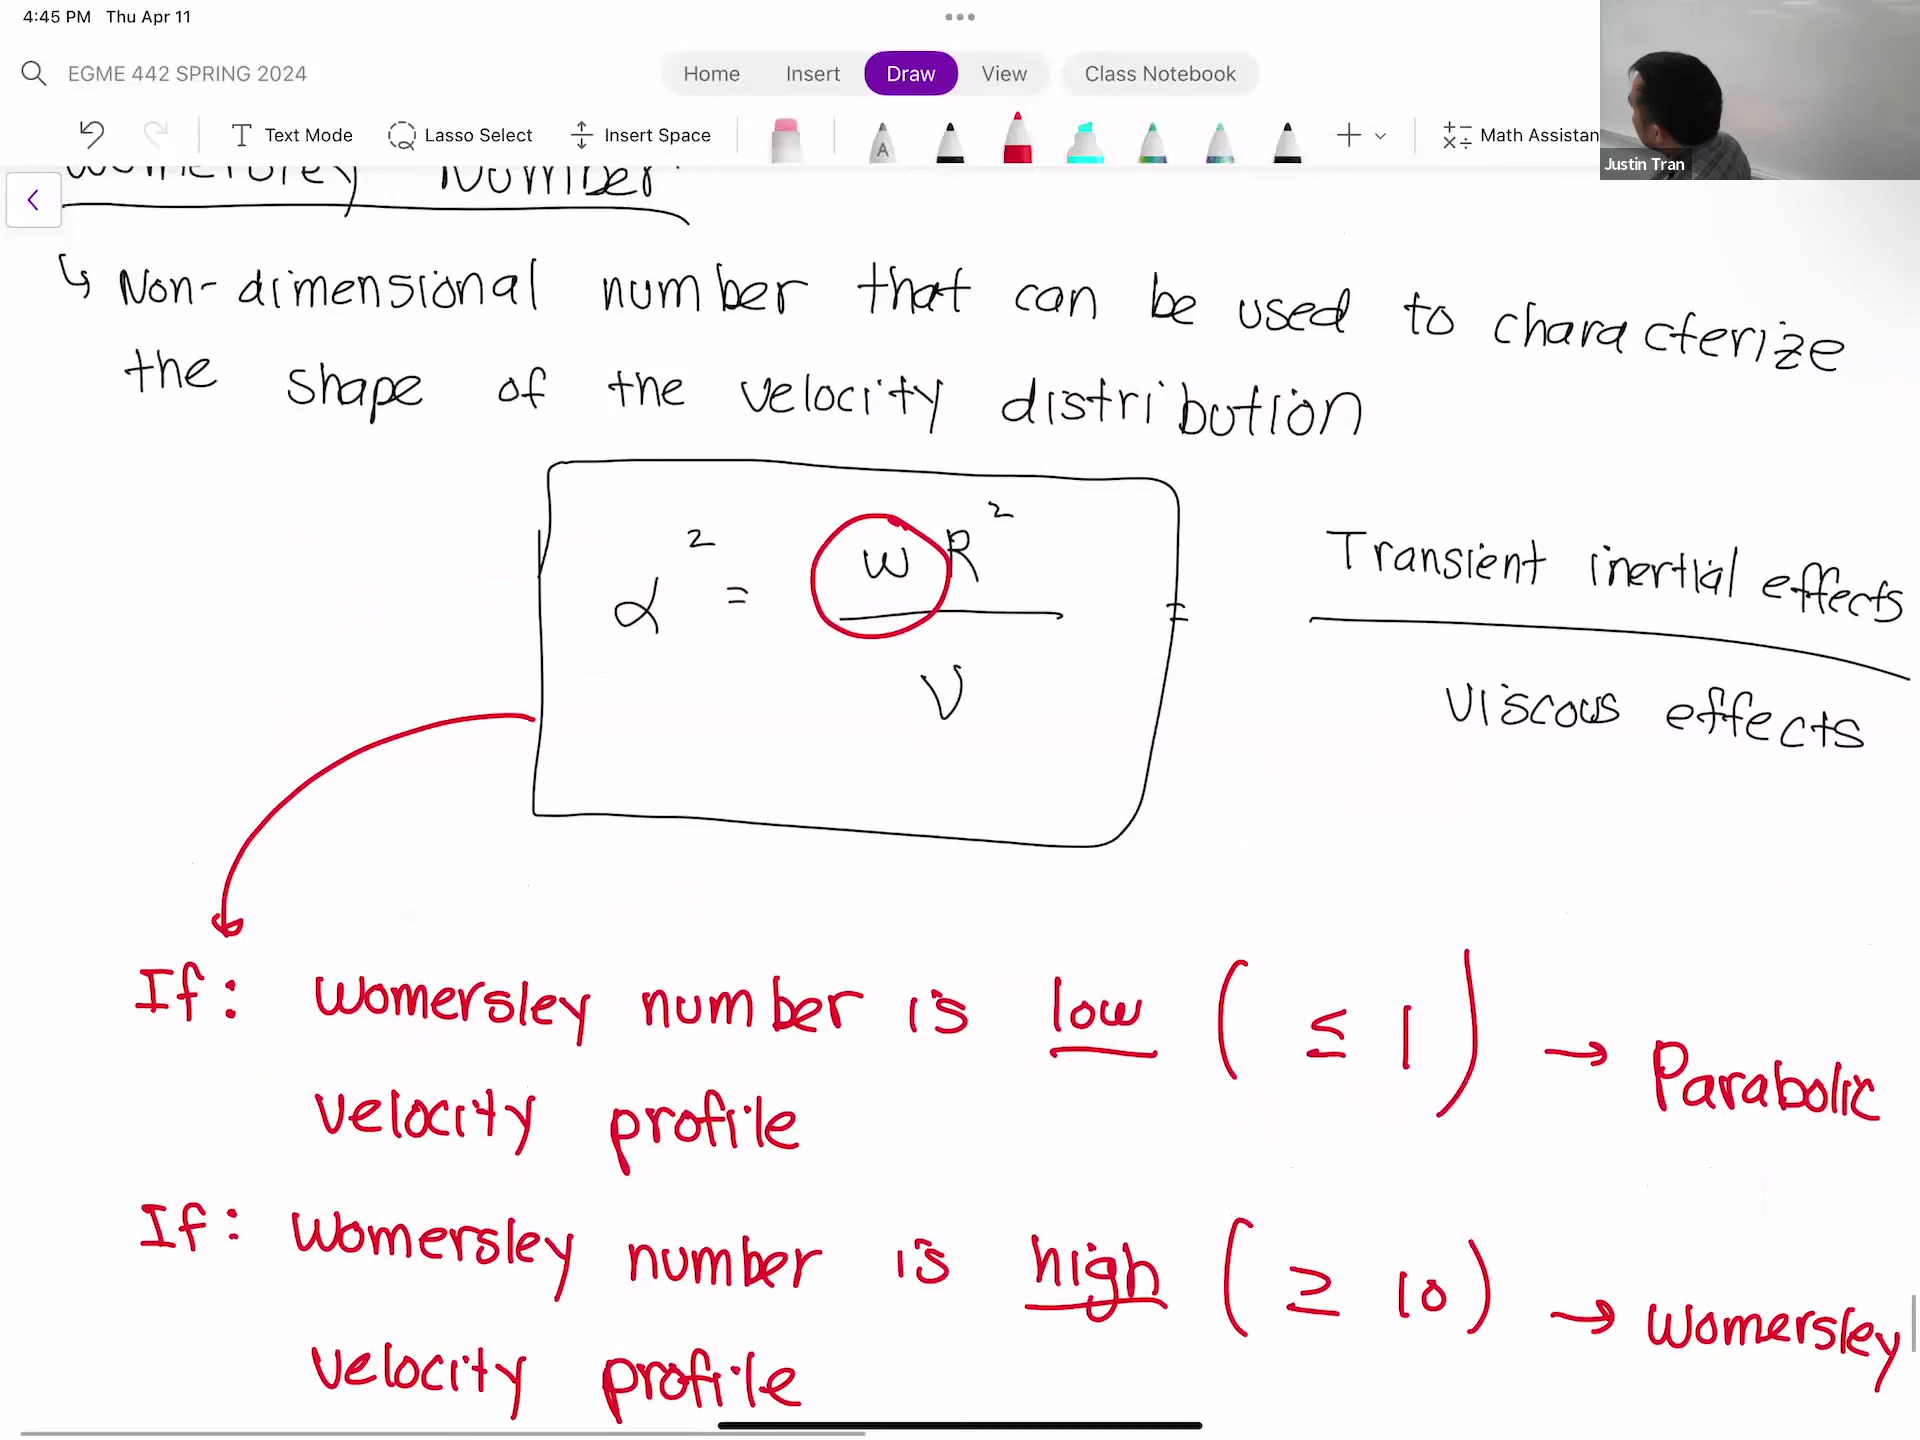 4:45 PM Thu Apr 11
EGME 442 SPRING 2024
Home Insert Draw View Class Notebook
Text Mode Lasso Select Insert Space Math Assistan
Justin Tran
Womersley Number
↳ Non-dimensional number that can be used to characterize
the shape of the velocity distribution
α² = ωR² / ν = Transient inertial effects / viscous effects
If: Womersley number is low ( ≤ 1 ) → Parabolic
velocity profile
If: Womersley number is high ( ≥ 10 ) → Womersley
velocity profile